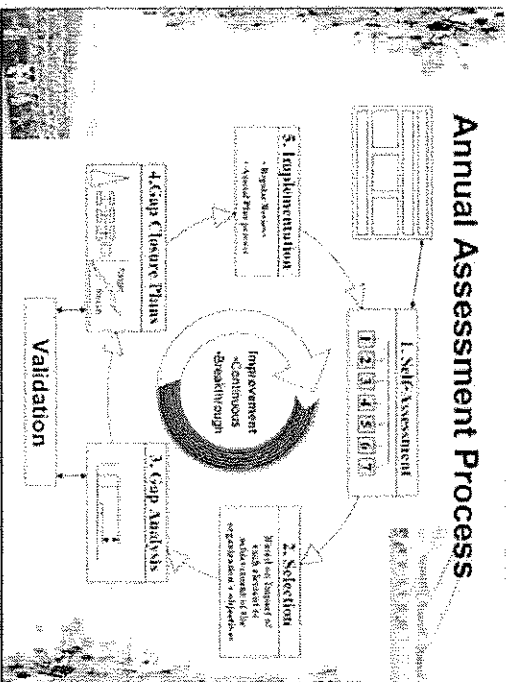 Annual Assessment Process
1. Self-Assessment
1 2 3 4 5 6 7
2. Selection
Based on Impact of
each element of
achievement of the
organization's objectives
3. Gap Analysis
4.Gap Closure Plans
5. Implementation
• Regular Reviews
Improvement
•Continuous
•Breakthrough
Validation